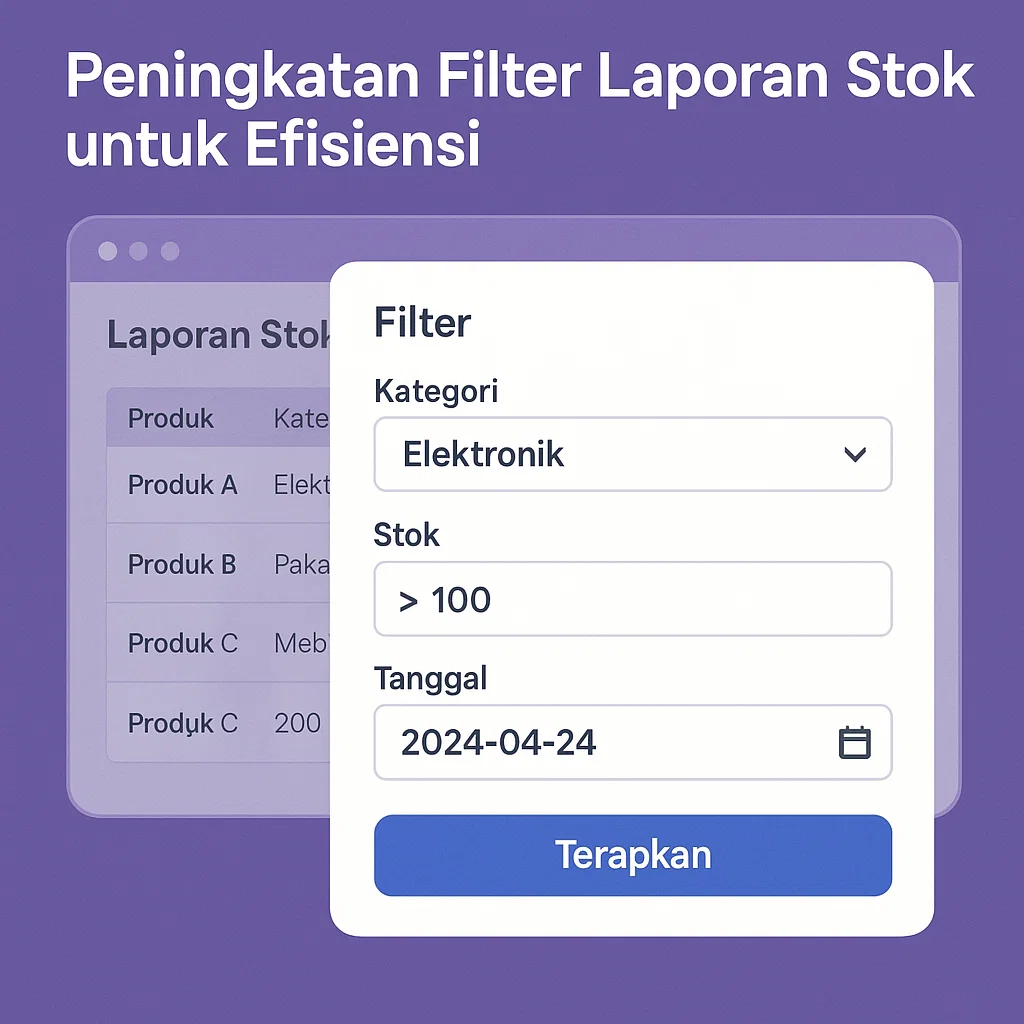 Peningkatan Filter Laporan Stok
untuk Efisiensi
Laporan Stok
Produk Kate
Produk A Elekt
Produk B Paka
Produk C Meb
Produk C 200
Filter
Kategori
Elektronik
Stok
> 100
Tanggal
2024-04-24
Terapkan